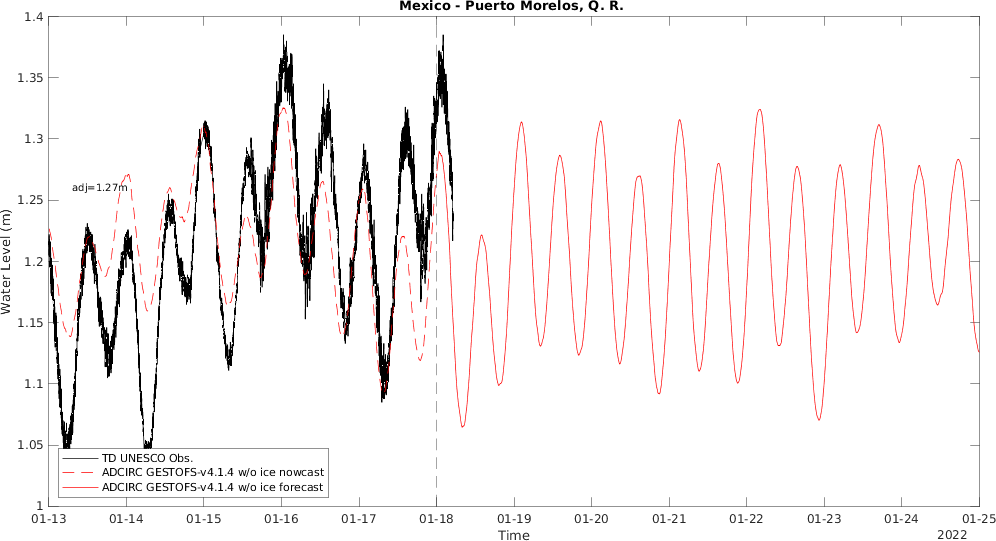 Mexico - Puerto Morelos, Q. R.
1.4
1.35
1.3
1.25
1.2
1.15
1.1
1.05
1
Water Level (m)
adj=1.27m
TD UNESCO Obs.
ADCIRC GESTOFS-v4.1.4 w/o ice nowcast
ADCIRC GESTOFS-v4.1.4 w/o ice forecast
01-13 01-14 01-15 01-16 01-17 01-18 01-19 01-20 01-21 01-22 01-23 01-24 01-25
Time
2022